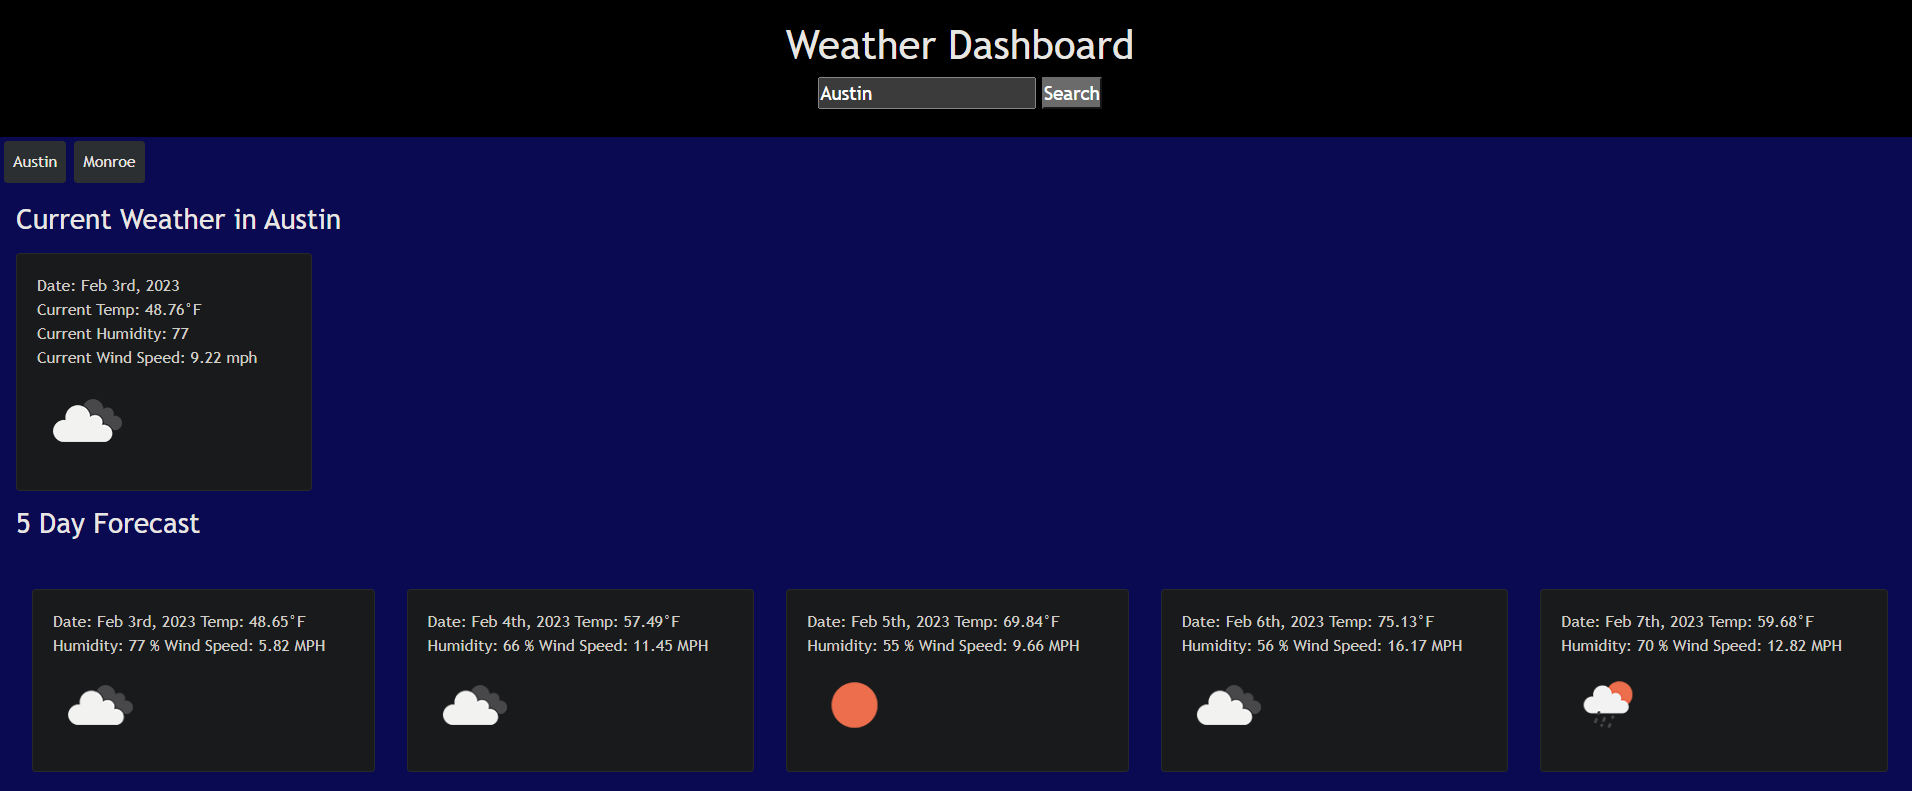 Weather Dashboard
Austin Search
Austin Monroe
Current Weather in Austin
Date: Feb 3rd, 2023
Current Temp: 48.76°F
Current Humidity: 77
Current Wind Speed: 9.22 mph
5 Day Forecast
Date: Feb 3rd, 2023 Temp: 48.65°F
Humidity: 77 % Wind Speed: 5.82 MPH
Date: Feb 4th, 2023 Temp: 57.49°F
Humidity: 66 % Wind Speed: 11.45 MPH
Date: Feb 5th, 2023 Temp: 69.84°F
Humidity: 55 % Wind Speed: 9.66 MPH
Date: Feb 6th, 2023 Temp: 75.13°F
Humidity: 56 % Wind Speed: 16.17 MPH
Date: Feb 7th, 2023 Temp: 59.68°F
Humidity: 70 % Wind Speed: 12.82 MPH